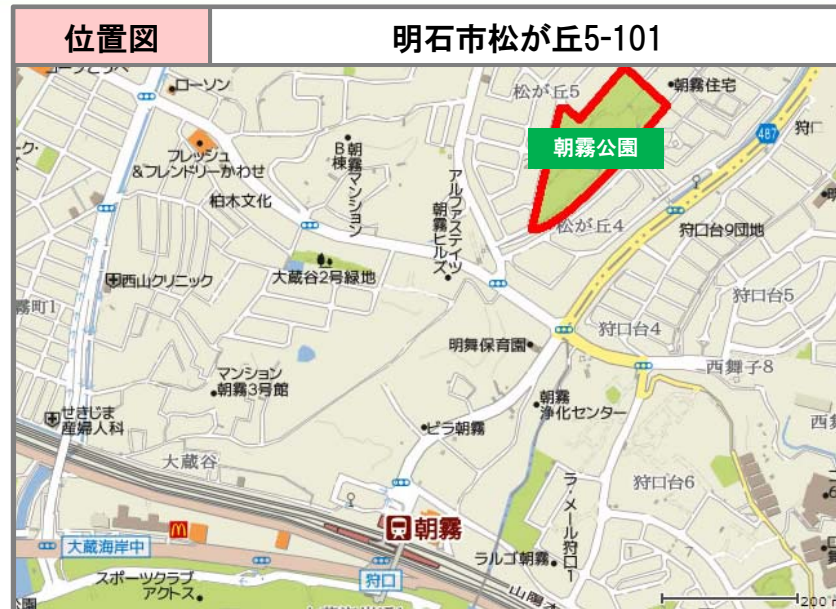 位置図
明石市松が丘5-101
ローソン
松が丘5
朝霧住宅
487
狩口
朝霧公園
フレッシュ
&フレンドリーかわせ
朝霧マンション
B棟
柏木文化
アルファステイツ
朝霧ヒルズ
松が丘4
狩口台9団地
西山クリニック
大蔵谷2号緑地
霧町1
狩口台5
狩口台4
明舞保育園
西舞子8
マンション
朝霧3号館
朝霧
浄化センター
せきじま
産婦人科
ビラ朝霧
大蔵谷
狩口台6
ラ・メール狩口1
朝霧
大蔵海岸中
狩口
ラルゴ朝霧
スポーツクラブ
アクトス
山陽本
200